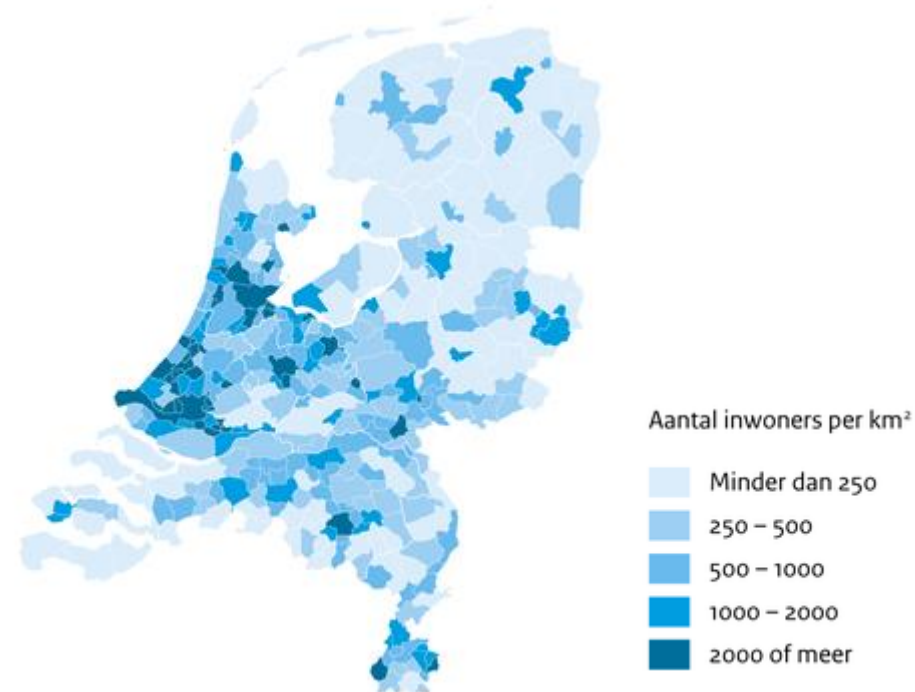 Aantal inwoners per km²
Minder dan 250
250 – 500
500 – 1000
1000 – 2000
2000 of meer